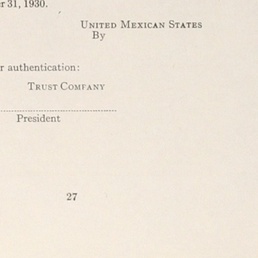 r 31, 1930.
UNITED MEXICAN STATES
By
r authentication:
TRUST COMPANY
President
27